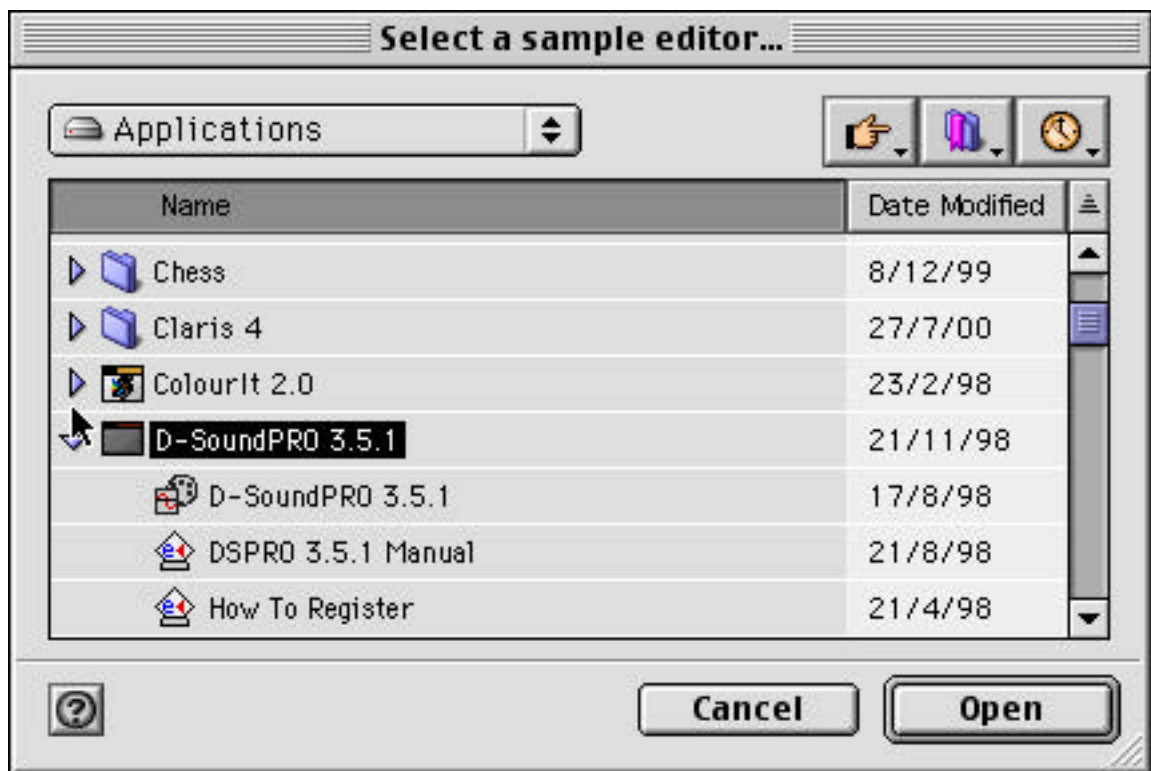 Select a sample editor...
Applications
Name Date Modified
Chess 8/12/99
Claris 4 27/7/00
ColourIt 2.0 23/2/98
D-SoundPRO 3.5.1 21/11/98
D-SoundPRO 3.5.1 17/8/98
DSPRO 3.5.1 Manual 21/8/98
How To Register 21/4/98
Cancel Open